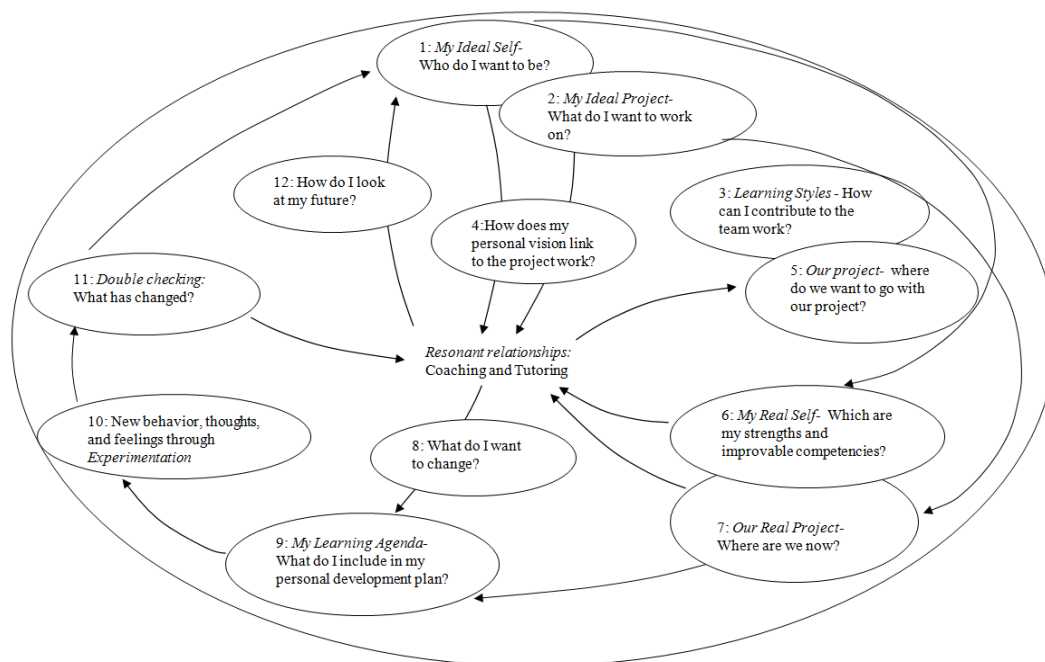 1: My Ideal Self-
Who do I want to be?
2: My Ideal Project-
What do I want to work
on?
3: Learning Styles - How
can I contribute to the
team work?
4:How does my
personal vision link
to the project work?
5: Our project- where
do we want to go with
our project?
6: My Real Self- Which are
my strengths and
improvable competencies?
7: Our Real Project-
Where are we now?
8: What do I want
to change?
9: My Learning Agenda-
What do I include in my
personal development plan?
10: New behavior, thoughts,
and feelings through
Experimentation
11: Double checking:
What has changed?
12: How do I look
at my future?
Resonant relationships:
Coaching and Tutoring